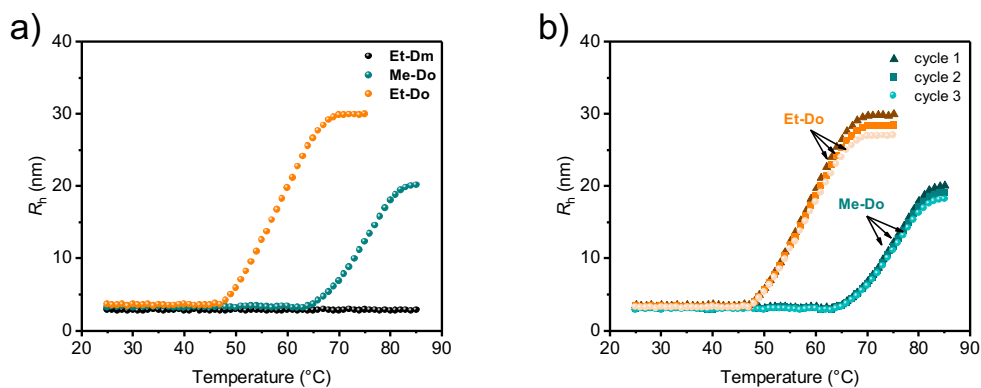 a)
40
30
20
10
0
R_h (nm)
20 30 40 50 60 70 80 90
Temperature (°C)
Et-Dm
Me-Do
Et-Do
b)
40
30
20
10
0
R_h (nm)
20 30 40 50 60 70 80 90
Temperature (°C)
cycle 1
cycle 2
cycle 3
Et-Do
Me-Do